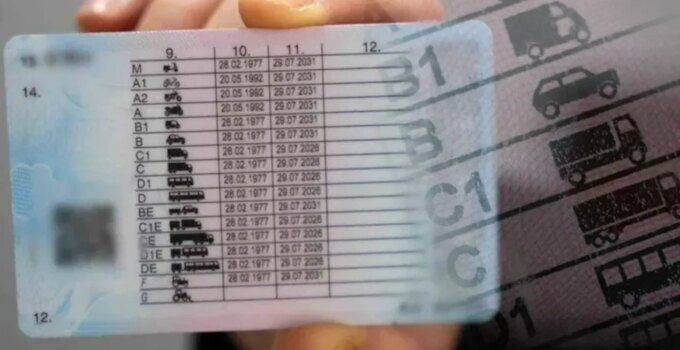 9. 10. 11. 12.
M 28.02.1977 29.07.2031
14. A1 20.05.1992 29.07.2031
A2 20.05.1992 29.07.2031
A 20.05.1992 29.07.2031
B1 28.02.1977 29.07.2031
B 28.02.1977 29.07.2031
C1 28.02.1977 29.07.2026
C 28.02.1977 29.07.2026
D1 28.02.1977 29.07.2026
D 28.02.1977 29.07.2026
BE 28.02.1977 29.07.2031
C1E 28.02.1977 29.07.2026
CE 28.02.1977 29.07.2026
D1E 28.02.1977 29.07.2026
DE 28.02.1977 29.07.2026
F 28.02.1977 29.07.2031
G
12.
B1
B
C1
C
D1